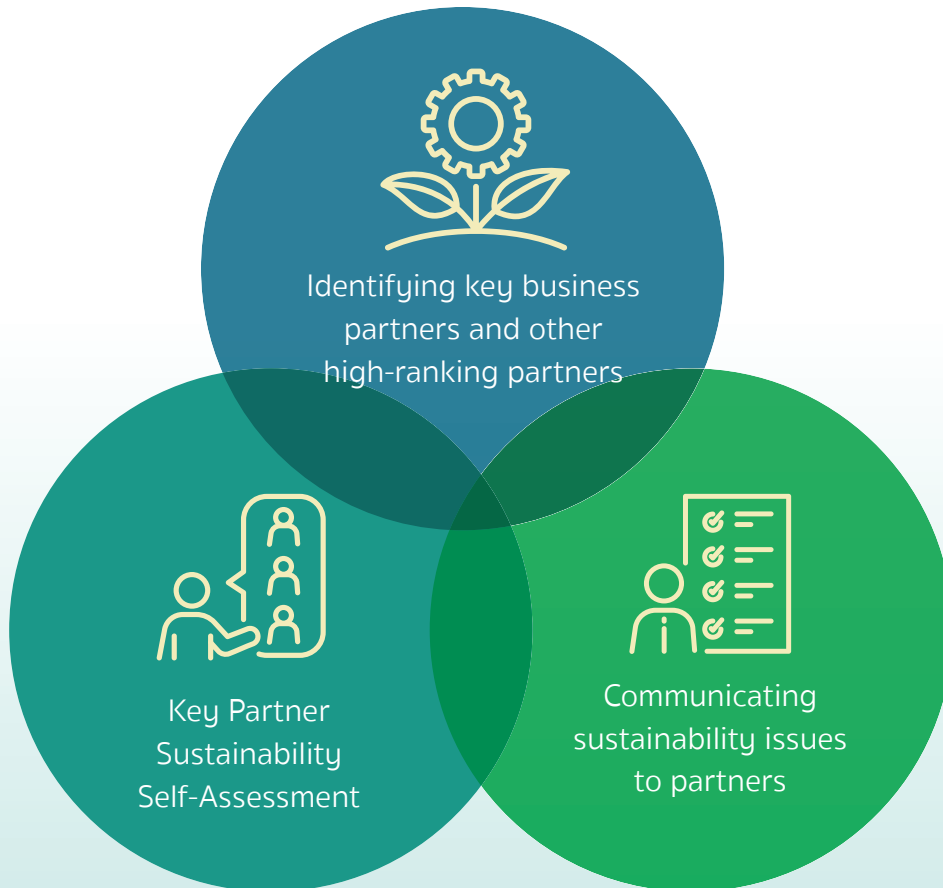 Identifying key business
partners and other
high-ranking partners
Key Partner
Sustainability
Self-Assessment
Communicating
sustainability issues
to partners